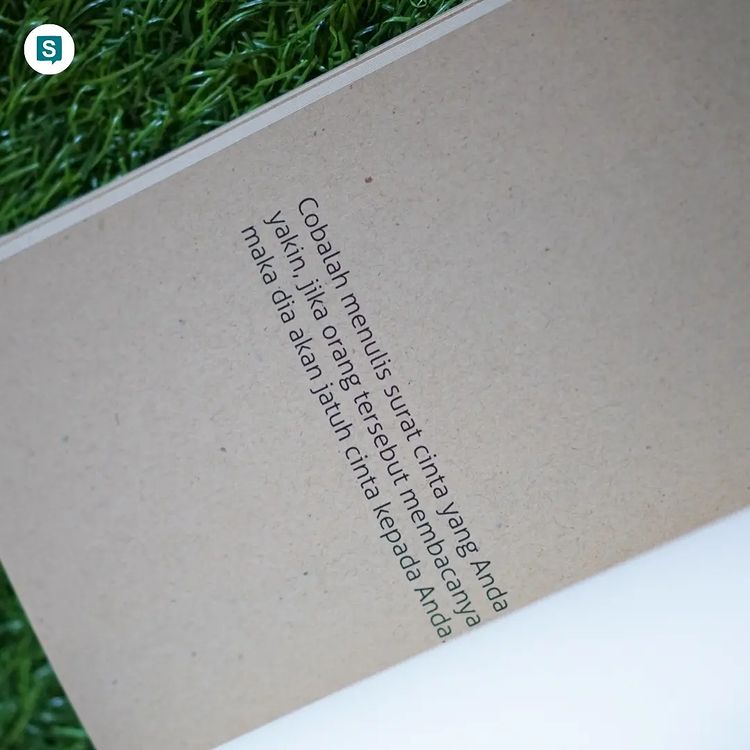 S
Cobalah menulis surat cinta yang Anda
yakin, jika orang tersebut membacanya
maka dia akan jatuh cinta kepada Anda.